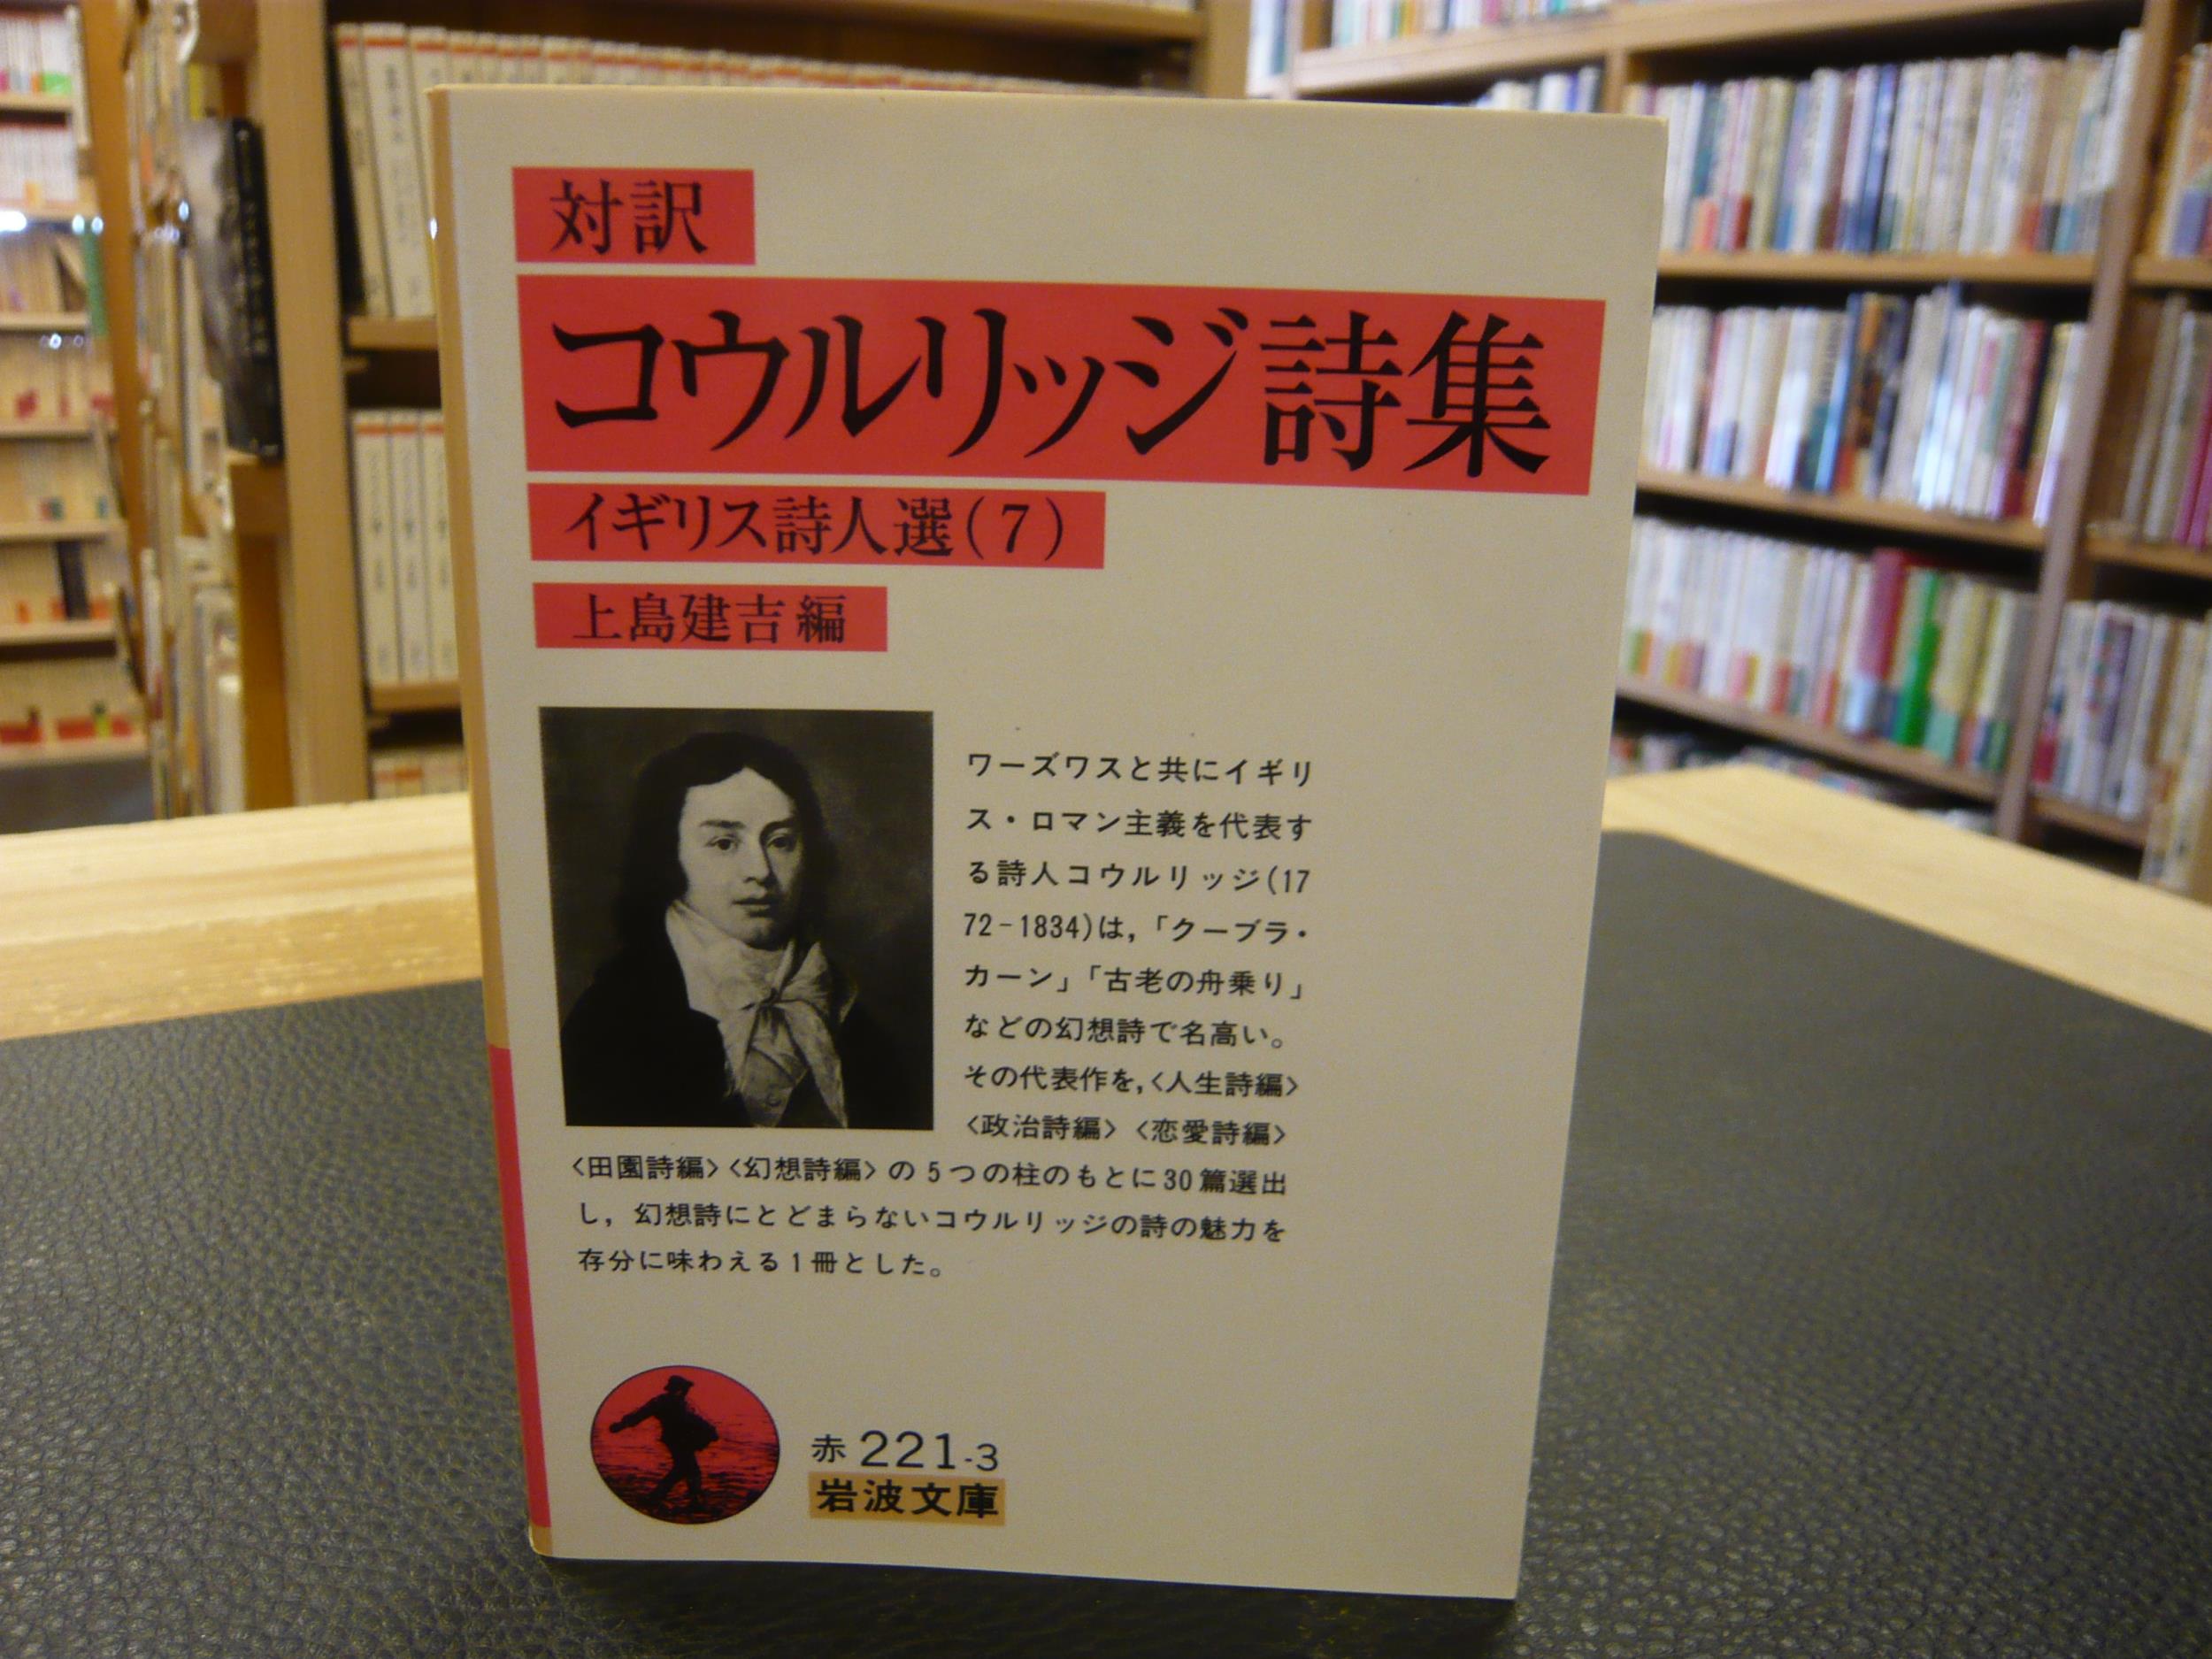 対訳
コウルリッジ詩集
イギリス詩人選(7)
上島建吉編
ワーズワスと共にイギリ
ス・ロマン主義を代表す
る詩人コウルリッジ(17
72-1834)は,「クーブラ・
カーン」「古老の舟乗り」
などの幻想詩で名高い。
その代表作を,〈人生詩編〉
〈政治詩編〉〈恋愛詩編〉
〈田園詩編〉〈幻想詩編〉の5つの柱のもとに30篇選出
し,幻想詩にとどまらないコウルリッジの詩の魅力を
存分に味わえる1冊とした。
赤 221-3
岩波文庫